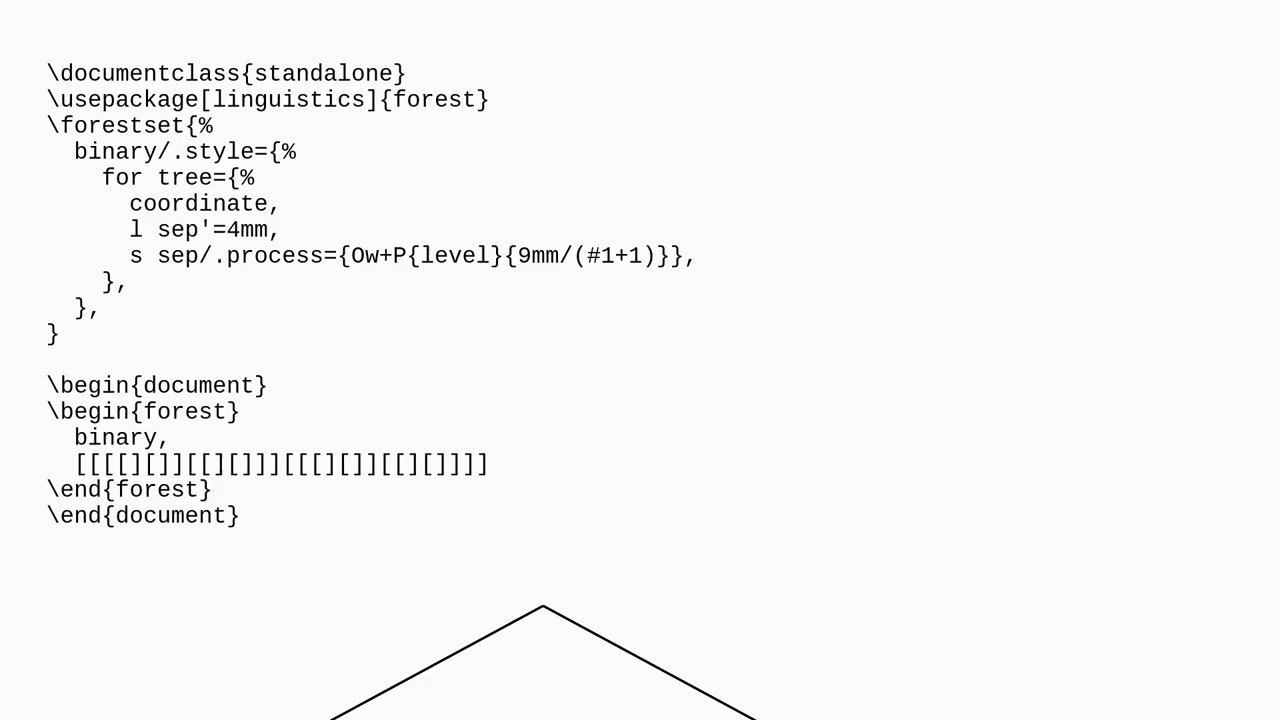 \documentclass{standalone}
\usepackage[linguistics]{forest}
\forestset{%
  binary/.style={%
    for tree={%
      coordinate,
      l sep'=4mm,
      s sep/.process={Ow+P{level}{9mm/(#1+1)}},
    },
  },
}

\begin{document}
\begin{forest}
  binary,
  [[[[][]][[][]]][[[][]][[][]]]]
\end{forest}
\end{document}